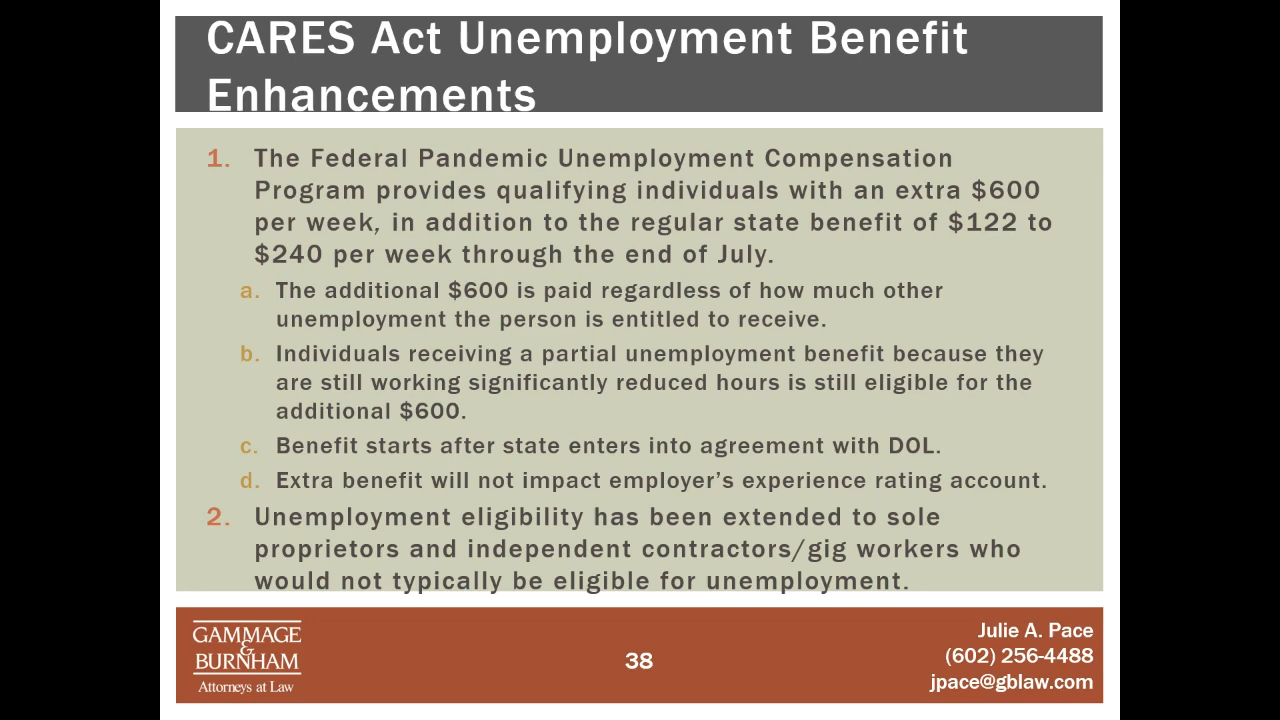 CARES Act Unemployment Benefit
Enhancements
1. The Federal Pandemic Unemployment Compensation
Program provides qualifying individuals with an extra $600
per week, in addition to the regular state benefit of $122 to
$240 per week through the end of July.
a. The additional $600 is paid regardless of how much other
unemployment the person is entitled to receive.
b. Individuals receiving a partial unemployment benefit because they
are still working significantly reduced hours is still eligible for the
additional $600.
c. Benefit starts after state enters into agreement with DOL.
d. Extra benefit will not impact employer’s experience rating account.
2. Unemployment eligibility has been extended to sole
proprietors and independent contractors/gig workers who
would not typically be eligible for unemployment.
GAMMAGE
&
BURNHAM
Attorneys at Law
38
Julie A. Pace
(602) 256-4488
jpace@gblaw.com